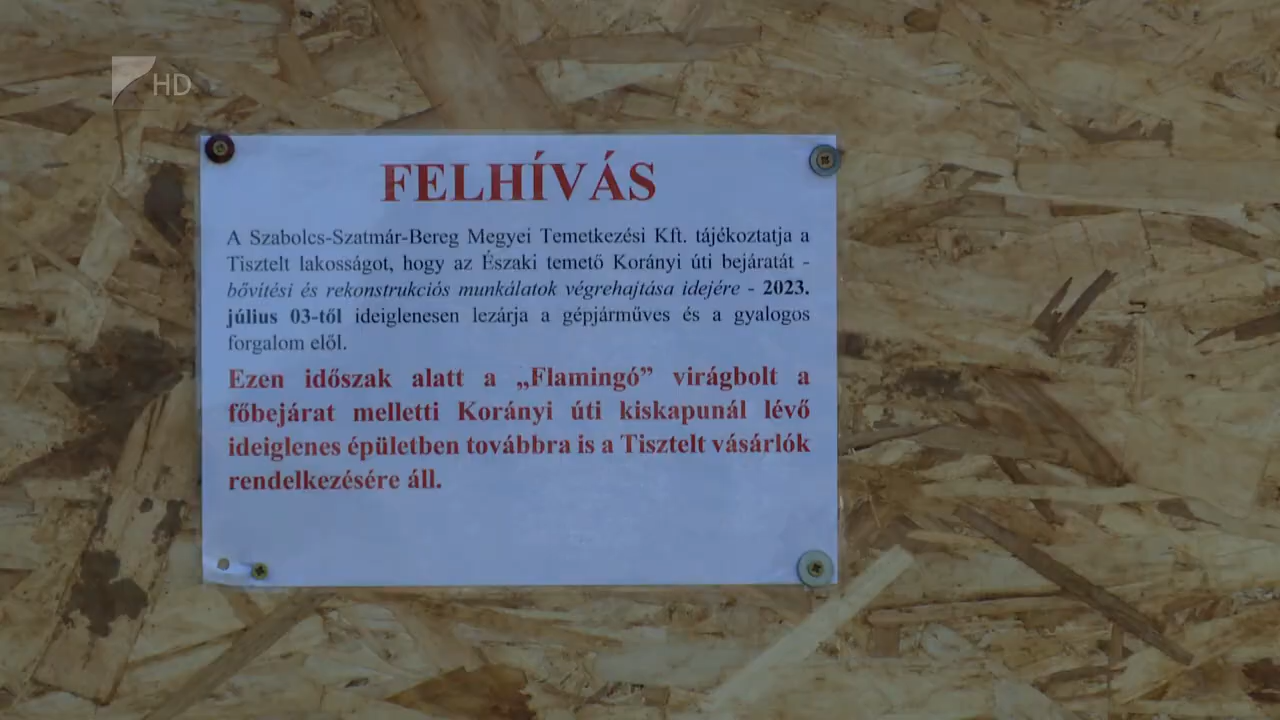 HD
FELHÍVÁS
A Szabolcs-Szatmár-Bereg Megyei Temetkezési Kft. tájékoztatja a
Tisztelt lakosságot, hogy az Északi temető Korányi úti bejáratát -
bővítési és rekonstrukciós munkálatok végrehajtása idejére - 2023.
július 03-től ideiglenesen lezárja a gépjárműves és a gyalogos
forgalom elől.
Ezen időszak alatt a „Flamingó” virágbolt a
főbejárat melletti Korányi úti kiskapunál lévő
ideiglenes épületben továbbra is a Tisztelt vásárlók
rendelkezésére áll.